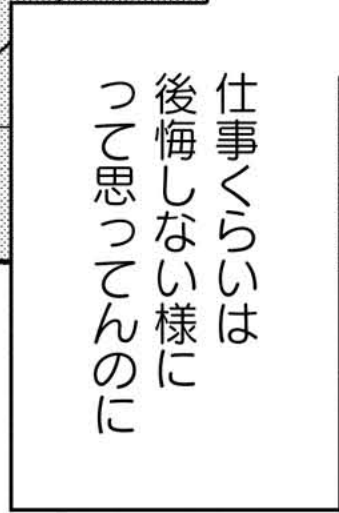 仕事くらいは
後悔しない様に
って思ってんのに